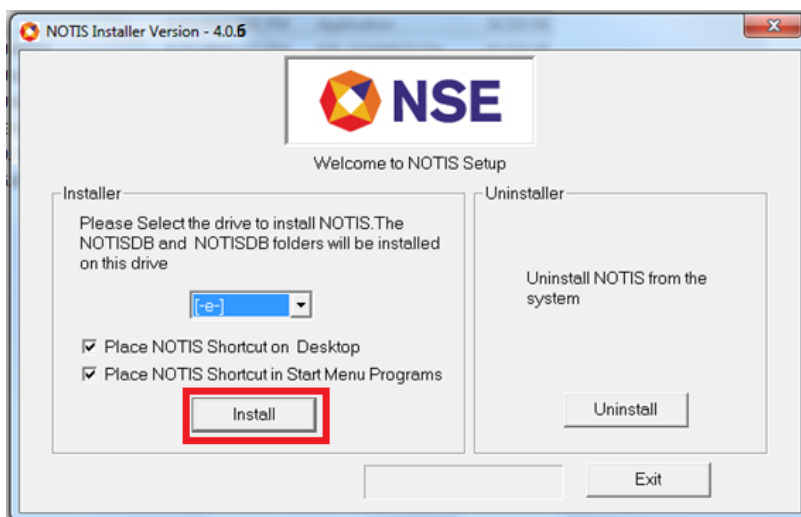 NOTIS Installer Version - 4.0.6
NSE
Welcome to NOTIS Setup
Installer
Please Select the drive to install NOTIS.The
NOTISDB and NOTISDB folders will be installed
on this drive
[-e-]
Place NOTIS Shortcut on Desktop
Place NOTIS Shortcut in Start Menu Programs
Install
Uninstaller
Uninstall NOTIS from the
system
Uninstall
Exit